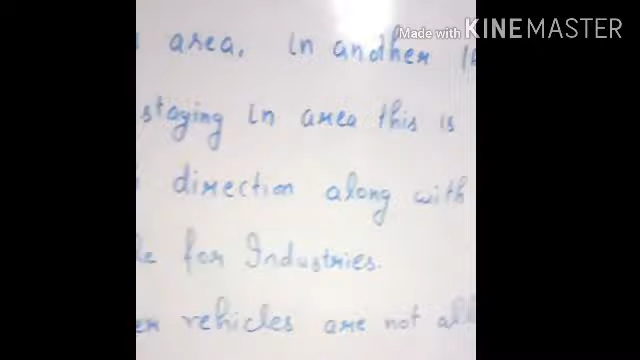 Made with KINEMASTER
area. In another
staying in area this is
direction along with
for Industries.
vehicles are not